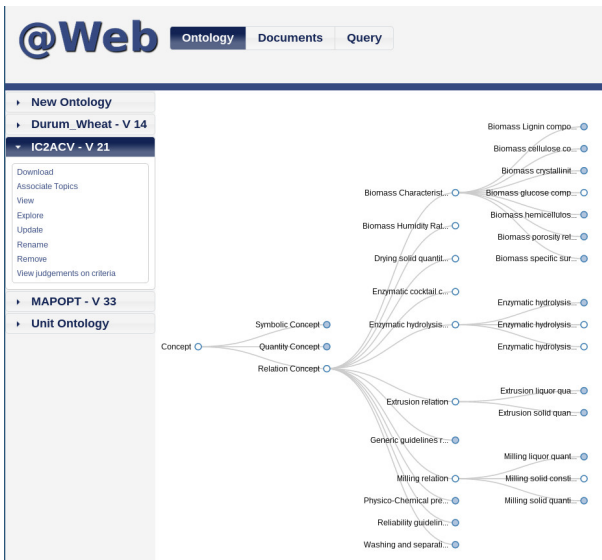 @Web
Ontology Documents Query
New Ontology
Durum_Wheat - V 14
IC2ACV - V 21
Download
Associate Topics
View
Explore
Update
Rename
Remove
View judgements on criteria
MAPOPT - V 33
Unit Ontology
Concept
Symbolic Concept
Quantity Concept
Relation Concept
Biomass Characterist...
Biomass Humidity Rat...
Drying solid quantit...
Enzymatic cocktail c...
Enzymatic hydrolysis...
Extrusion relation
Generic guidelines r...
Milling relation
Physico-Chemical pre...
Reliability guidelin...
Washing and separati...
Biomass Lignin compo...
Biomass cellulose co...
Biomass crystallinit...
Biomass glucose comp...
Biomass hemicellulos...
Biomass porosity rel...
Biomass specific sur...
Enzymatic hydrolysis...
Enzymatic hydrolysis...
Enzymatic hydrolysis...
Extrusion liquor qua...
Extrusion solid quan...
Milling liquor quant...
Milling solid consti...
Milling solid quanti...